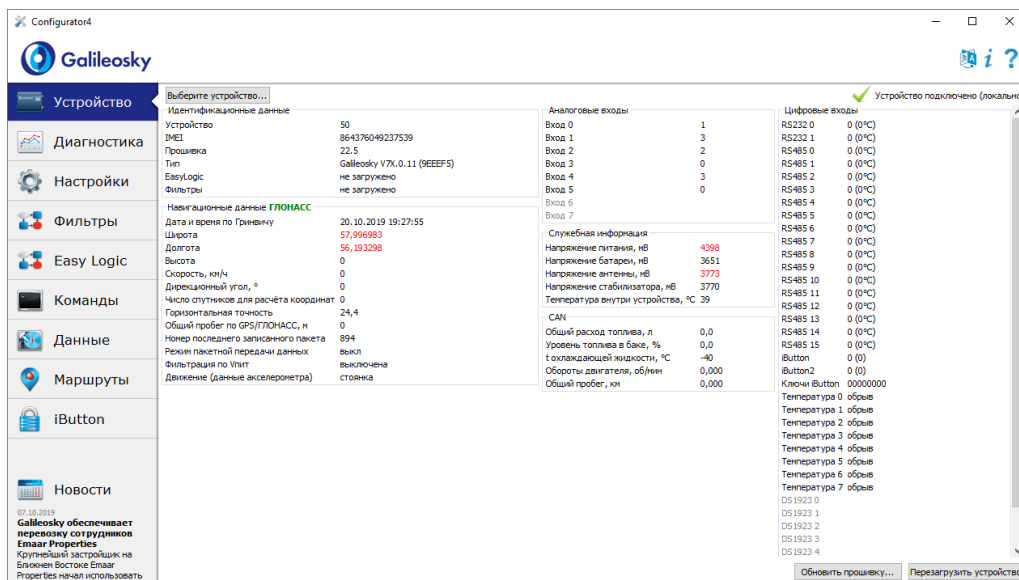 Configurator4
Galileosky
Устройство
Диагностика
Настройки
Фильтры
Easy Logic
Команды
Данные
Маршруты
iButton
Новости
07.10.2019
Galileosky обеспечивает
перевозку сотрудников
Emaar Properties
Крупнейший застройщик на
Ближнем Востоке Emaar
Properties начал использовать
Выберите устройство...
Устройство подключено (локально
Идентификационные данные
Устройство 50
IMEI 864376049237539
Прошивка 22.5
Тип Galileosky V7X.0.11 (9EEEF5)
EasyLogic не загружено
Фильтры не загружено
Навигационные данные ГЛОНАСС
Дата и время по Гринвичу 20.10.2019 19:27:55
Широта 57,996983
Долгота 56,193298
Высота 0
Скорость, км/ч 0
Дирекционный угол, ° 0
Число спутников для расчёта координат 0
Горизонтальная точность 24,4
Общий пробег по GPS/ГЛОНАСС, м 0
Номер последнего записанного пакета 894
Режим пакетной передачи данных выкл
Фильтрация по Vпит выключена
Движение (данные акселерометра) стоянка
Аналоговые входы
Вход 0 1
Вход 1 3
Вход 2 2
Вход 3 0
Вход 4 3
Вход 5 0
Вход 6
Вход 7
Служебная информация
Напряжение питания, мВ 4398
Напряжение батареи, мВ 3651
Напряжение антенны, мВ 3773
Напряжение стабилизатора, мВ 3770
Температура внутри устройства, °C 39
CAN
Общий расход топлива, л 0,0
Уровень топлива в баке, % 0,0
t охлаждающей жидкости, °C -40
Обороты двигателя, об/мин 0,000
Общий пробег, км 0,000
Цифровые входы
RS232 0 0 (0°C)
RS232 1 0 (0°C)
RS485 0 0 (0°C)
RS485 1 0 (0°C)
RS485 2 0 (0°C)
RS485 3 0 (0°C)
RS485 4 0 (0°C)
RS485 5 0 (0°C)
RS485 6 0 (0°C)
RS485 7 0 (0°C)
RS485 8 0 (0°C)
RS485 9 0 (0°C)
RS485 10 0 (0°C)
RS485 11 0 (0°C)
RS485 12 0 (0°C)
RS485 13 0 (0°C)
RS485 14 0 (0°C)
RS485 15 0 (0°C)
iButton 0 (0)
iButton2 0 (0)
Ключи iButton 00000000
Температура 0 обрыв
Температура 1 обрыв
Температура 2 обрыв
Температура 3 обрыв
Температура 4 обрыв
Температура 5 обрыв
Температура 6 обрыв
Температура 7 обрыв
DS1923 0
DS1923 1
DS1923 2
DS1923 3
DS1923 4
Обновить прошивку...
Перезагрузить устройство